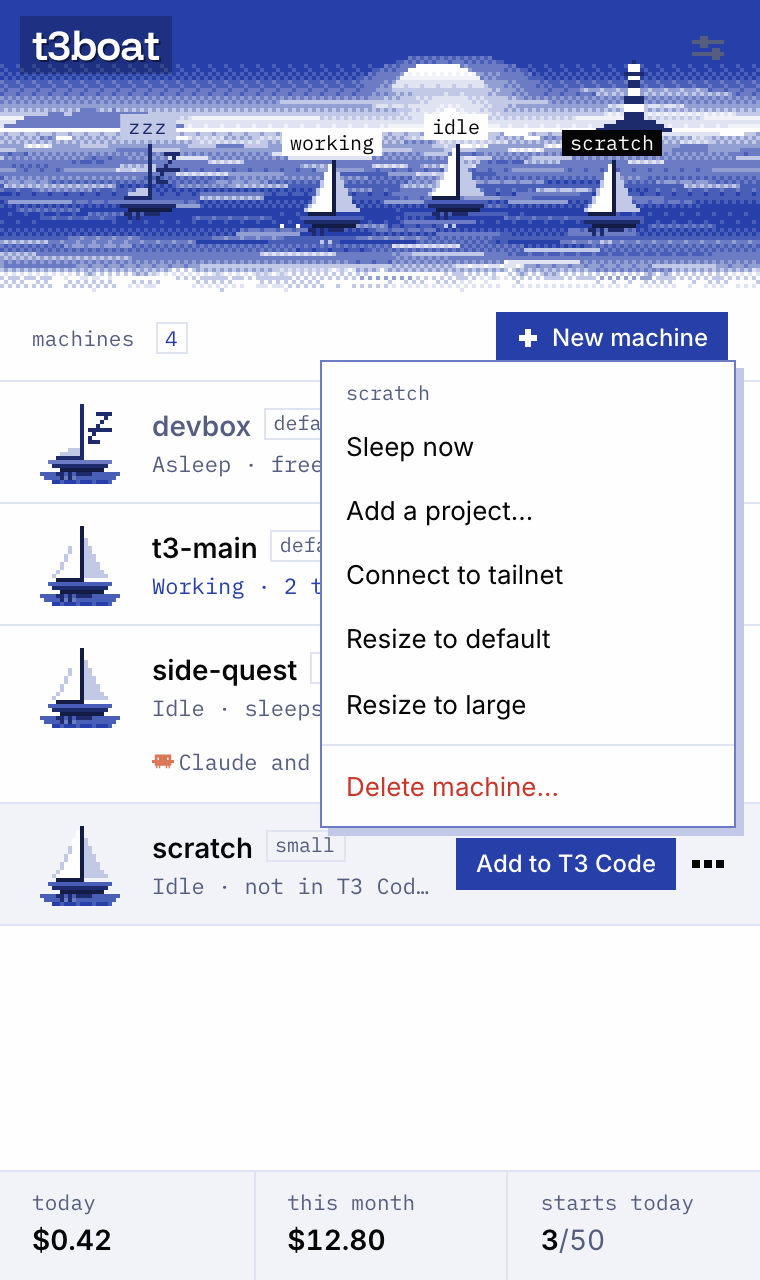 t3boat
zzz
working
idle
scratch
machines 4
New machine
devbox
Asleep · free
t3-main
Working · 2
side-quest
Idle · sleeps
Claude and
scratch
Sleep now
Add a project...
Connect to tailnet
Resize to default
Resize to large
Delete machine...
scratch small
Idle · not in T3 Cod…
Add to T3 Code
today
$0.42
this month
$12.80
starts today
3/50